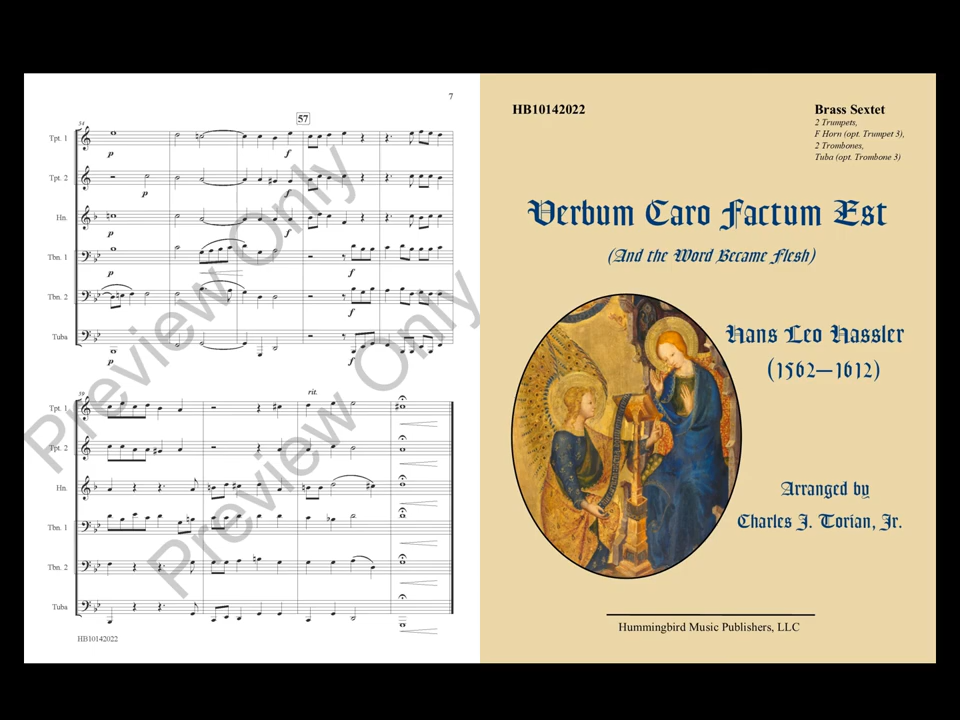 7
54
57
Tpt. 1
p
f
Tpt. 2
p
f
Hn.
p
f
Tbn. 1
p
f
Tbn. 2
f
Tuba
p
f
Preview Only
59
rit.
Tpt. 1
Tpt. 2
Hn.
Tbn. 1
Tbn. 2
Tuba
Preview Only
HB10142022
HB10142022
Brass Sextet
2 Trumpets,
F Horn (opt. Trumpet 3),
2 Trombones,
Tuba (opt. Trombone 3)
Verbum Caro Factum Est
(And the Word Became Flesh)
Hans Leo Hassler
(1562—1612)
Arranged by
Charles J. Torian, Jr.
Hummingbird Music Publishers, LLC